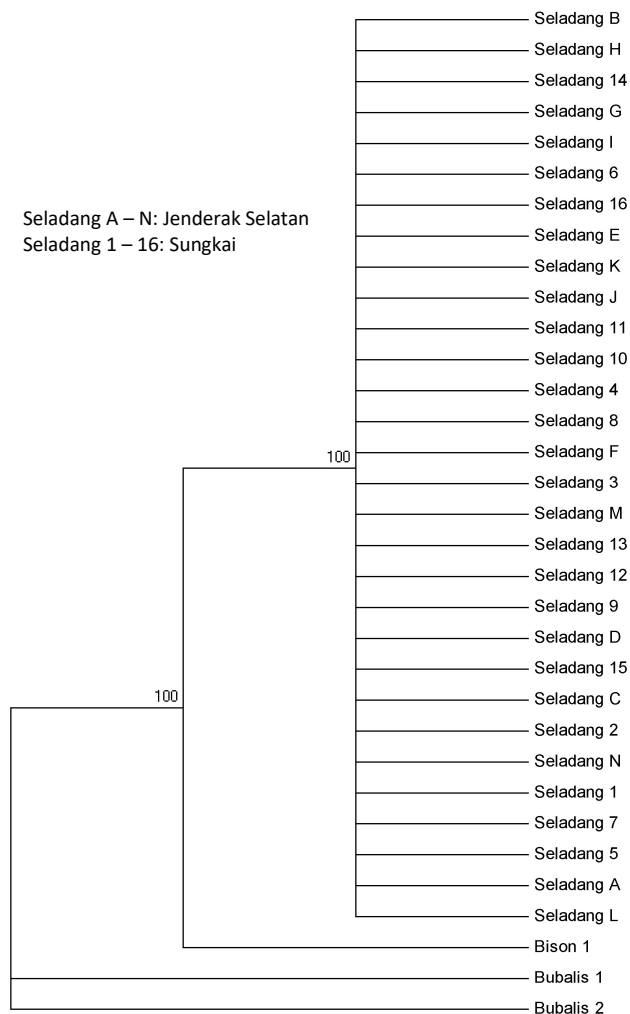 Seladang B
Seladang H
Seladang 14
Seladang G
Seladang I
Seladang 6
Seladang A – N: Jenderak Selatan
Seladang 1 – 16: Sungkai
Seladang 16
Seladang E
Seladang K
Seladang J
Seladang 11
Seladang 10
Seladang 4
Seladang 8
Seladang F
100
Seladang 3
Seladang M
Seladang 13
Seladang 12
Seladang 9
Seladang D
Seladang 15
100
Seladang C
Seladang 2
Seladang N
Seladang 1
Seladang 7
Seladang 5
Seladang A
Seladang L
Bison 1
Bubalis 1
Bubalis 2